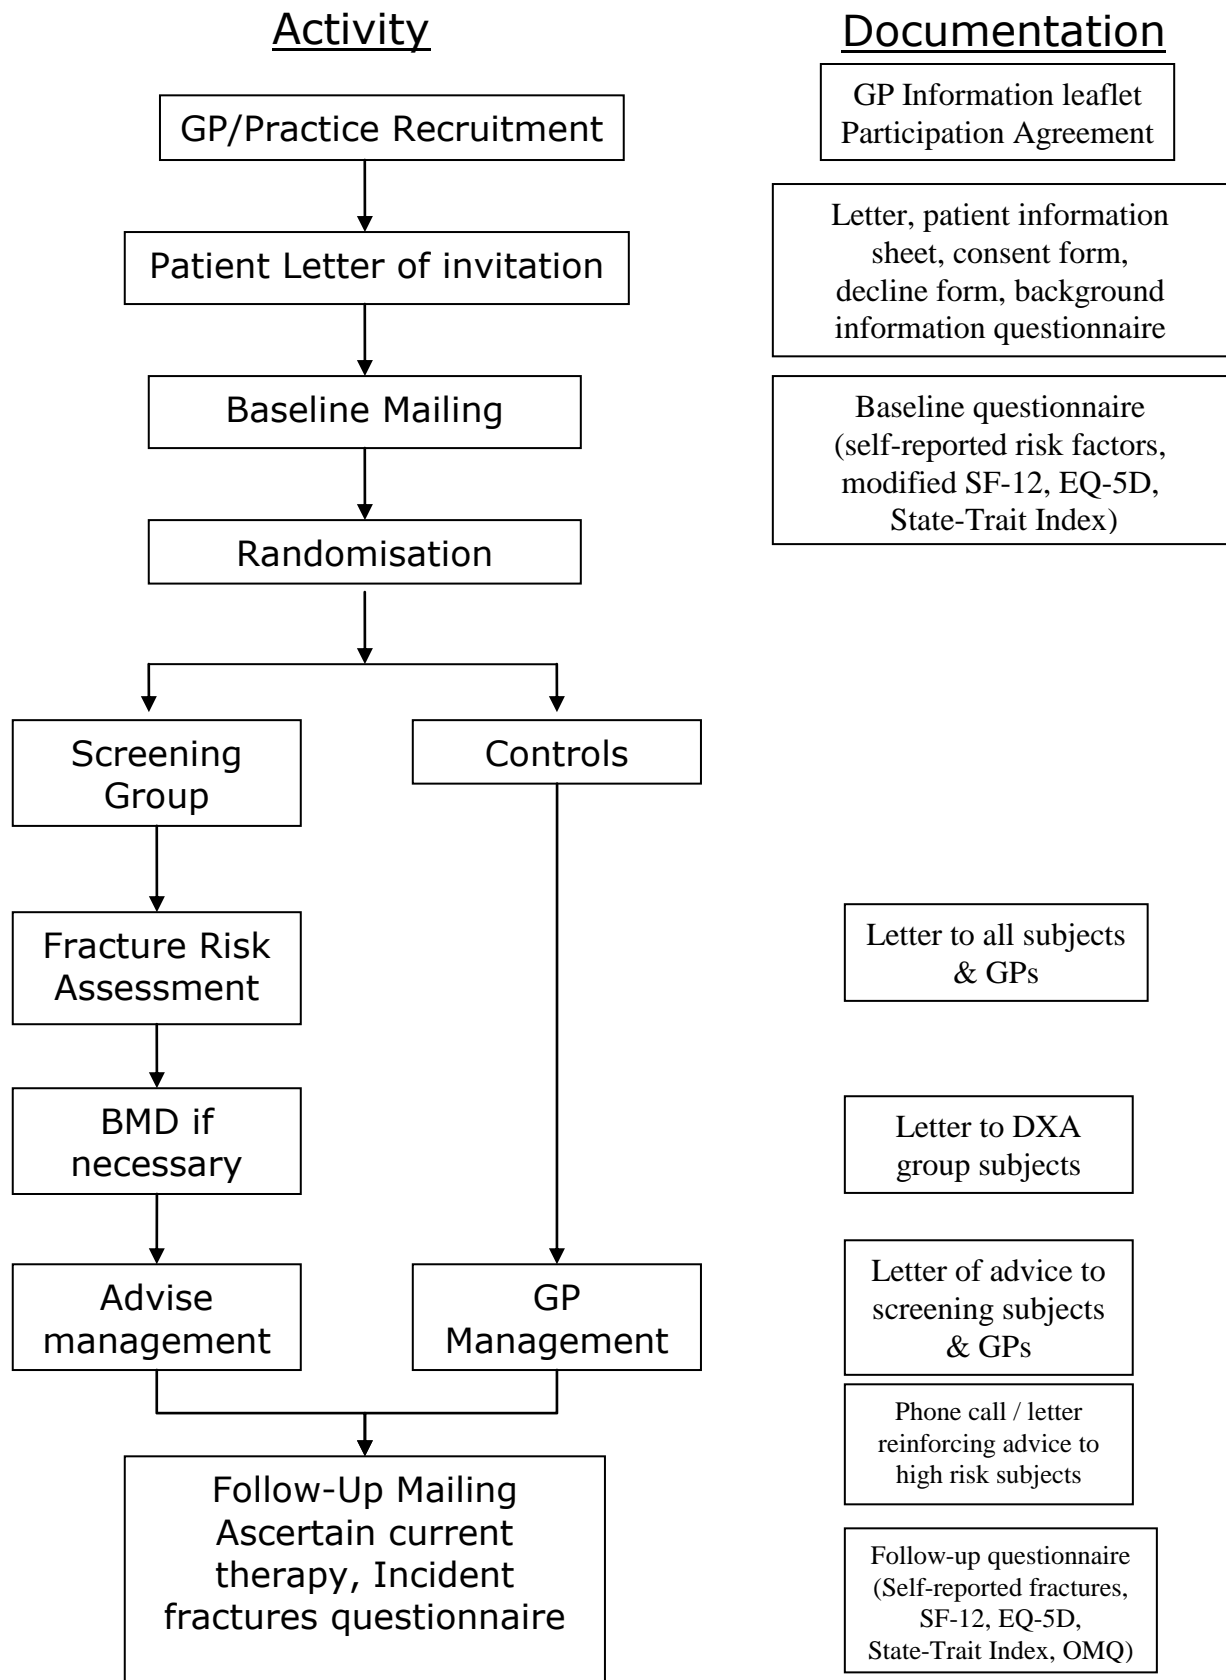 Activity
Documentation
GP/Practice Recruitment
GP Information leaflet
Participation Agreement
Patient Letter of invitation
Letter, patient information
sheet, consent form,
decline form, background
information questionnaire
Baseline Mailing
Baseline questionnaire
(self-reported risk factors,
modified SF-12, EQ-5D,
State-Trait Index)
Randomisation
Screening
Group
Controls
Fracture Risk
Assessment
Letter to all subjects
& GPs
BMD if
necessary
Letter to DXA
group subjects
Advise
management
GP
Management
Letter of advice to
screening subjects
& GPs
Phone call / letter
reinforcing advice to
high risk subjects
Follow-Up Mailing
Ascertain current
therapy, Incident
fractures questionnaire
Follow-up questionnaire
(Self-reported fractures,
SF-12, EQ-5D,
State-Trait Index, OMQ)